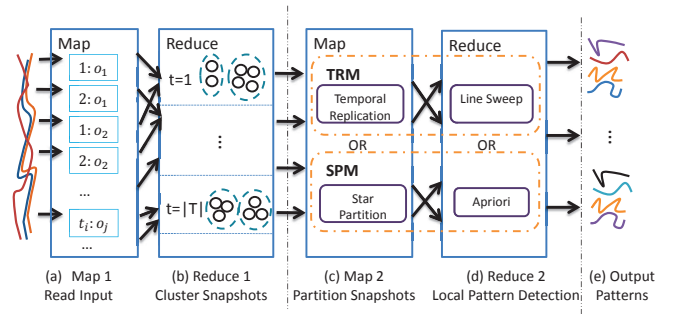 Map
1: o1
2: o1
1: o2
2: o2
...
ti: oj
...
Reduce
t=1
⋮
t=|T|
Map
TRM
Temporal
Replication
OR
SPM
Star
Partition
Reduce
Line Sweep
OR
Apriori
⋮
(a) Map 1
Read Input
(b) Reduce 1
Cluster Snapshots
(c) Map 2
Partition Snapshots
(d) Reduce 2
Local Pattern Detection
(e) Output
Patterns